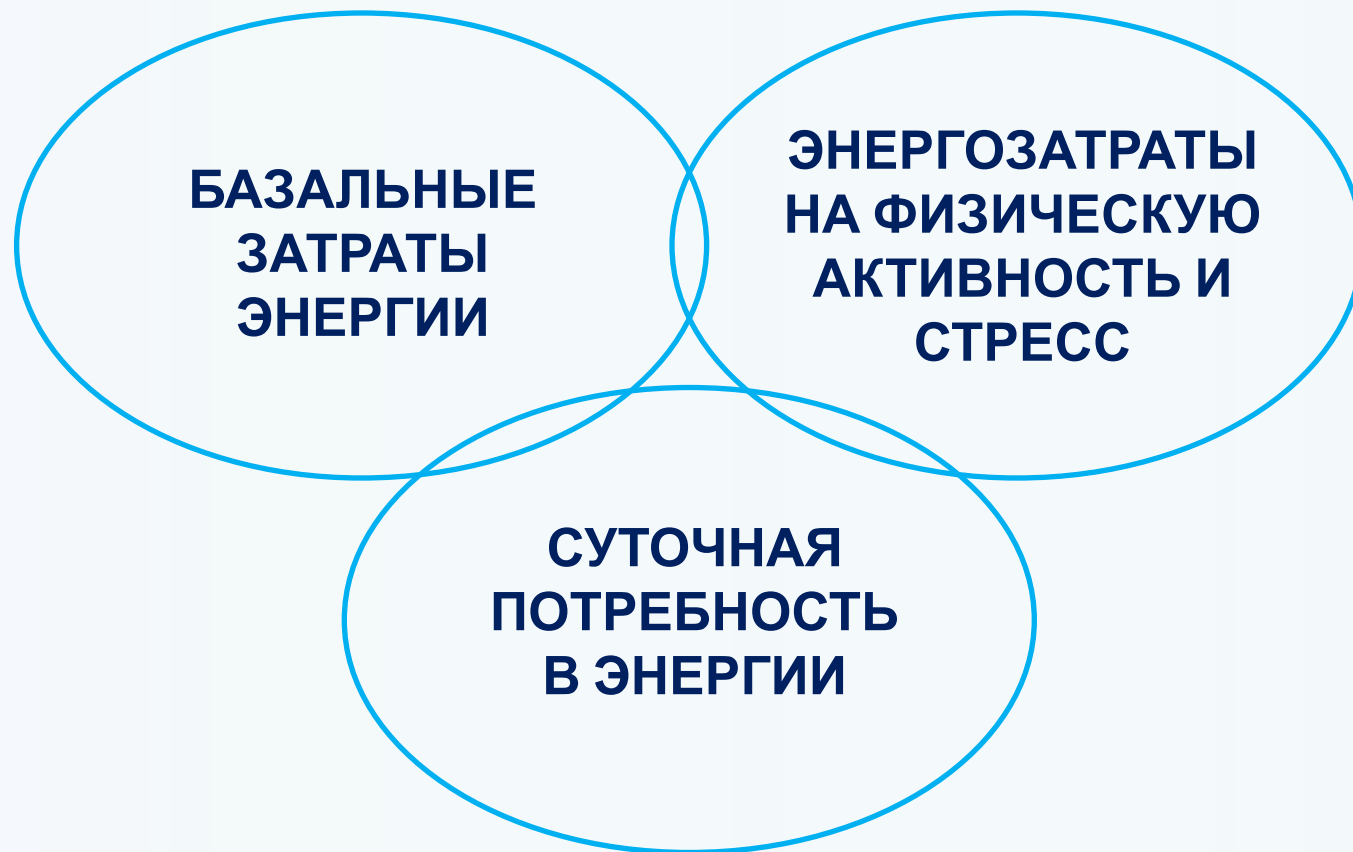 БАЗАЛЬНЫЕ
ЗАТРАТЫ
ЭНЕРГИИ
ЭНЕРГОЗАТРАТЫ
НА ФИЗИЧЕСКУЮ
АКТИВНОСТЬ И
СТРЕСС
СУТОЧНАЯ
ПОТРЕБНОСТЬ
В ЭНЕРГИИ